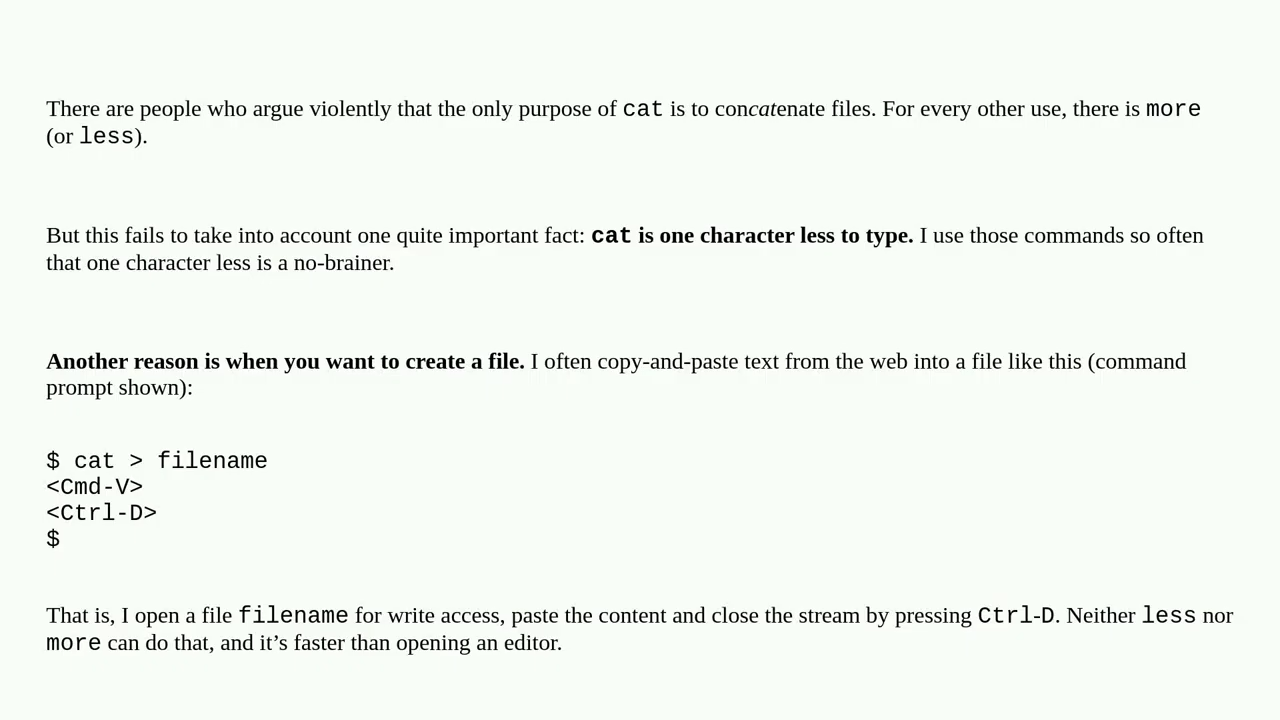 There are people who argue violently that the only purpose of cat is to concatenate files. For every other use, there is more
(or less).
But this fails to take into account one quite important fact: cat is one character less to type. I use those commands so often
that one character less is a no-brainer.
Another reason is when you want to create a file. I often copy-and-paste text from the web into a file like this (command
prompt shown):
$ cat > filename
<Cmd-V>
<Ctrl-D>
$
That is, I open a file filename for write access, paste the content and close the stream by pressing Ctrl-D. Neither less nor
more can do that, and it’s faster than opening an editor.